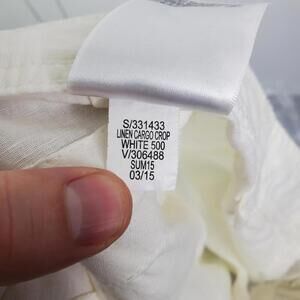 S/331433
LINEN CARGO CROP
WHITE 500
V/306488
SUM15
03/15